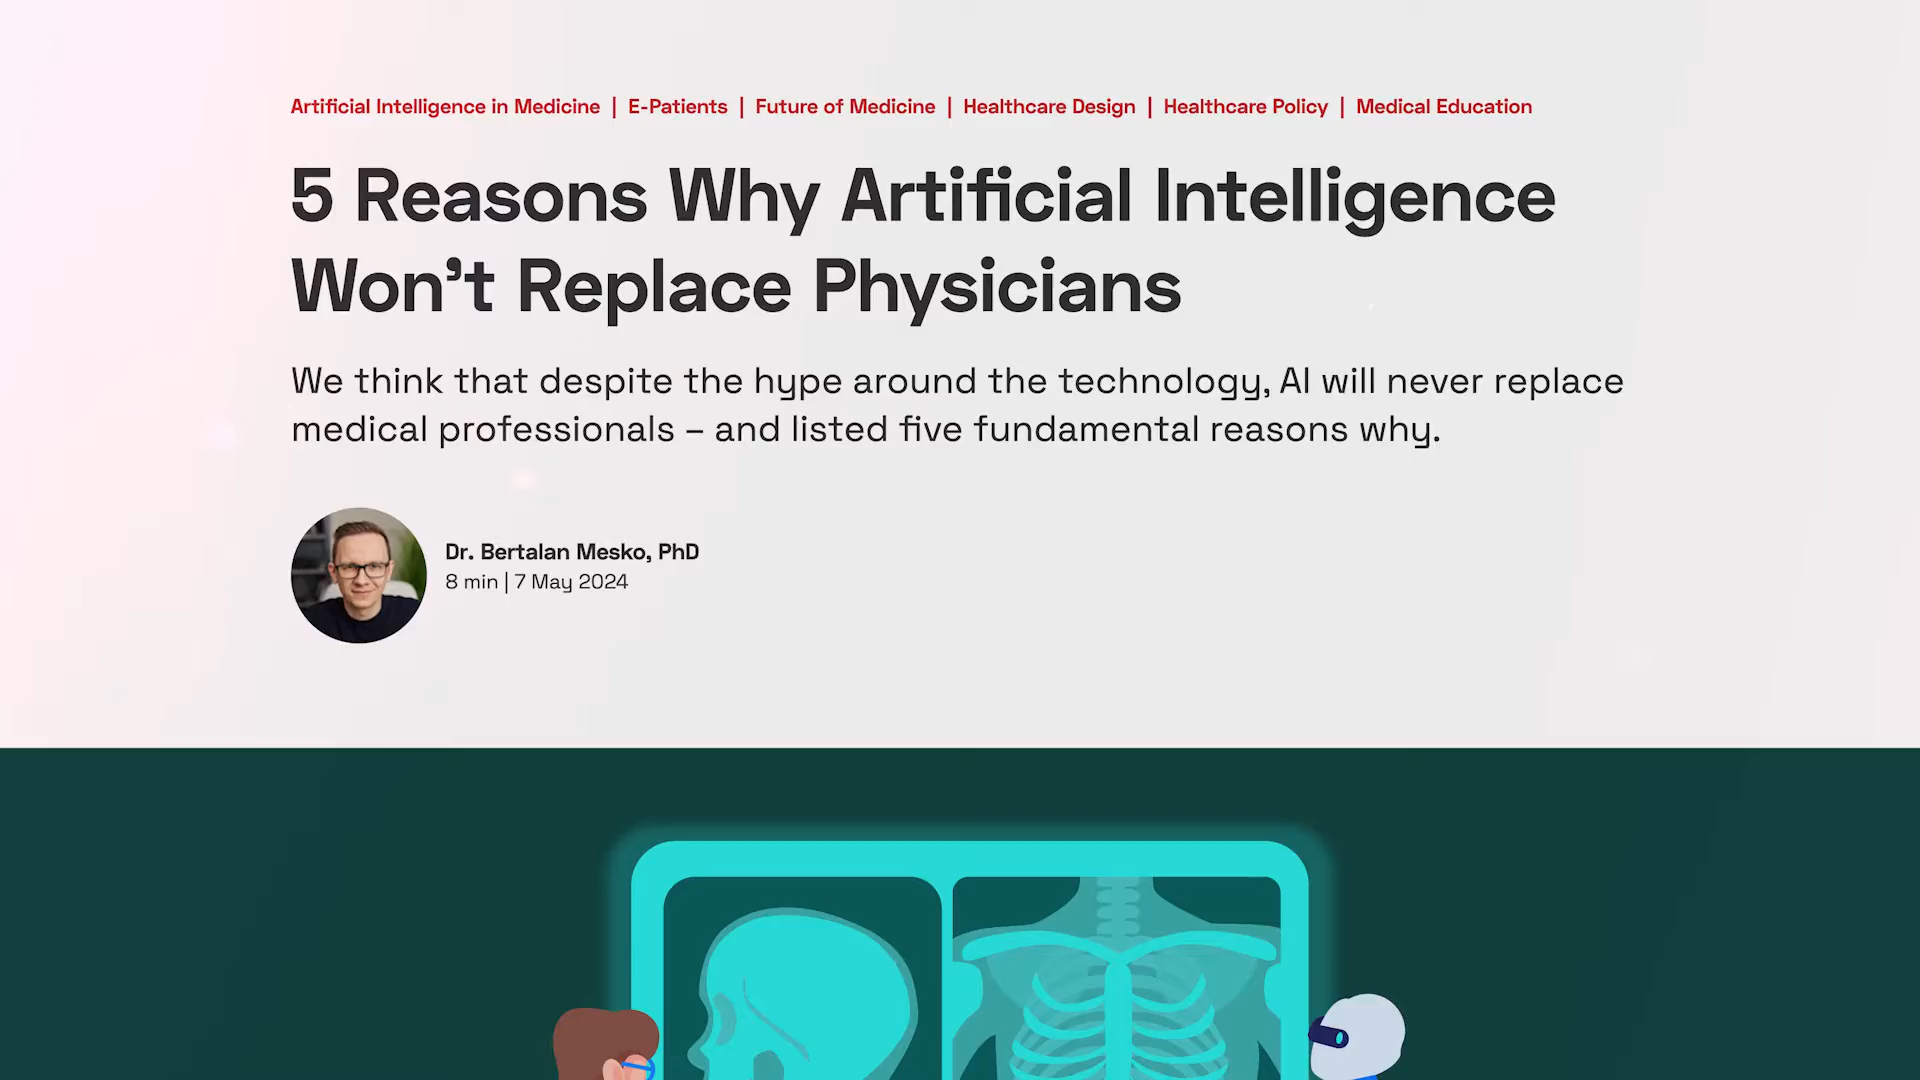 Artificial Intelligence in Medicine | E-Patients | Future of Medicine | Healthcare Design | Healthcare Policy | Medical Education
5 Reasons Why Artificial Intelligence
Won’t Replace Physicians
We think that despite the hype around the technology, AI will never replace
medical professionals – and listed five fundamental reasons why.
Dr. Bertalan Mesko, PhD
8 min | 7 May 2024